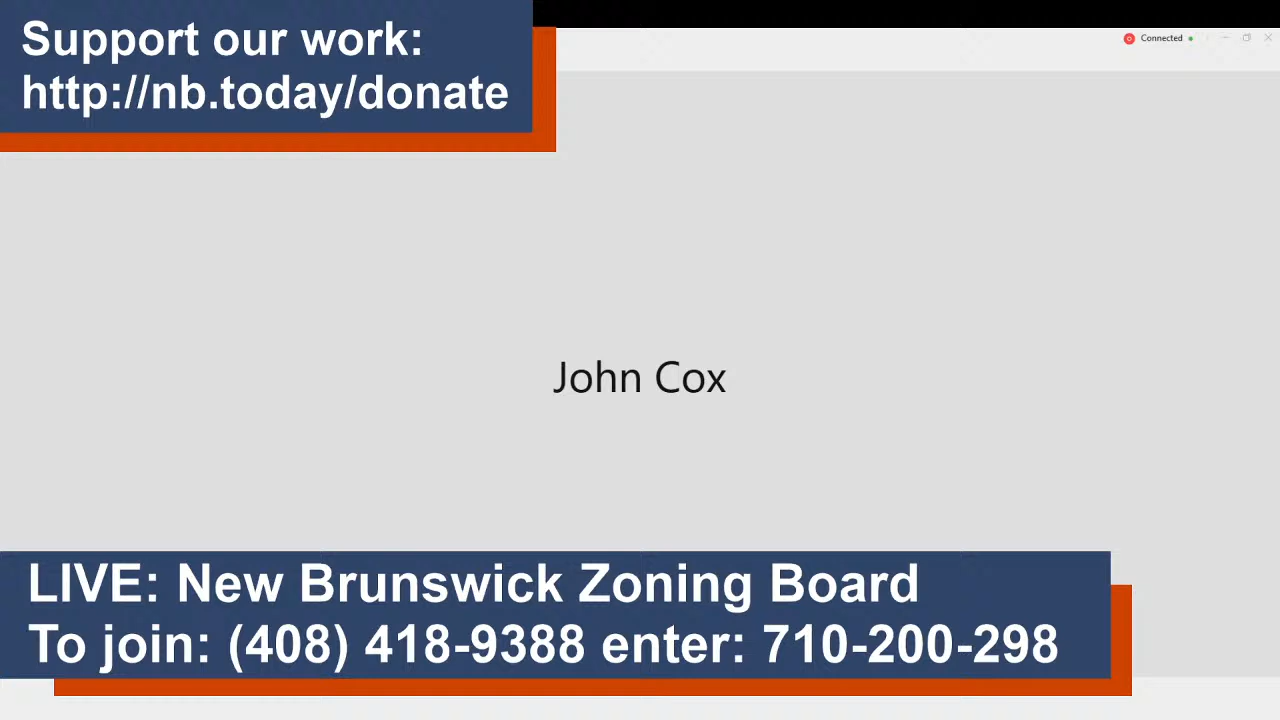 Support our work:
http://nb.today/donate
Connected
John Cox
LIVE: New Brunswick Zoning Board
To join: (408) 418-9388 enter: 710-200-298